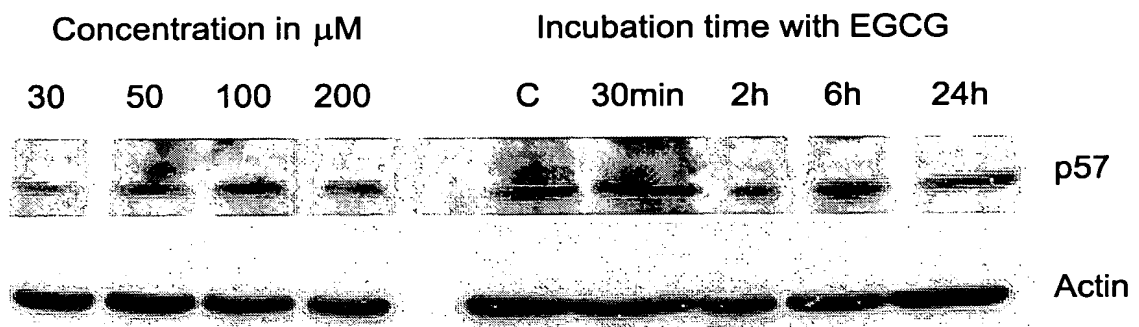 Concentration in μM Incubation time with EGCG
30 50 100 200 C 30min 2h 6h 24h
p57
Actin